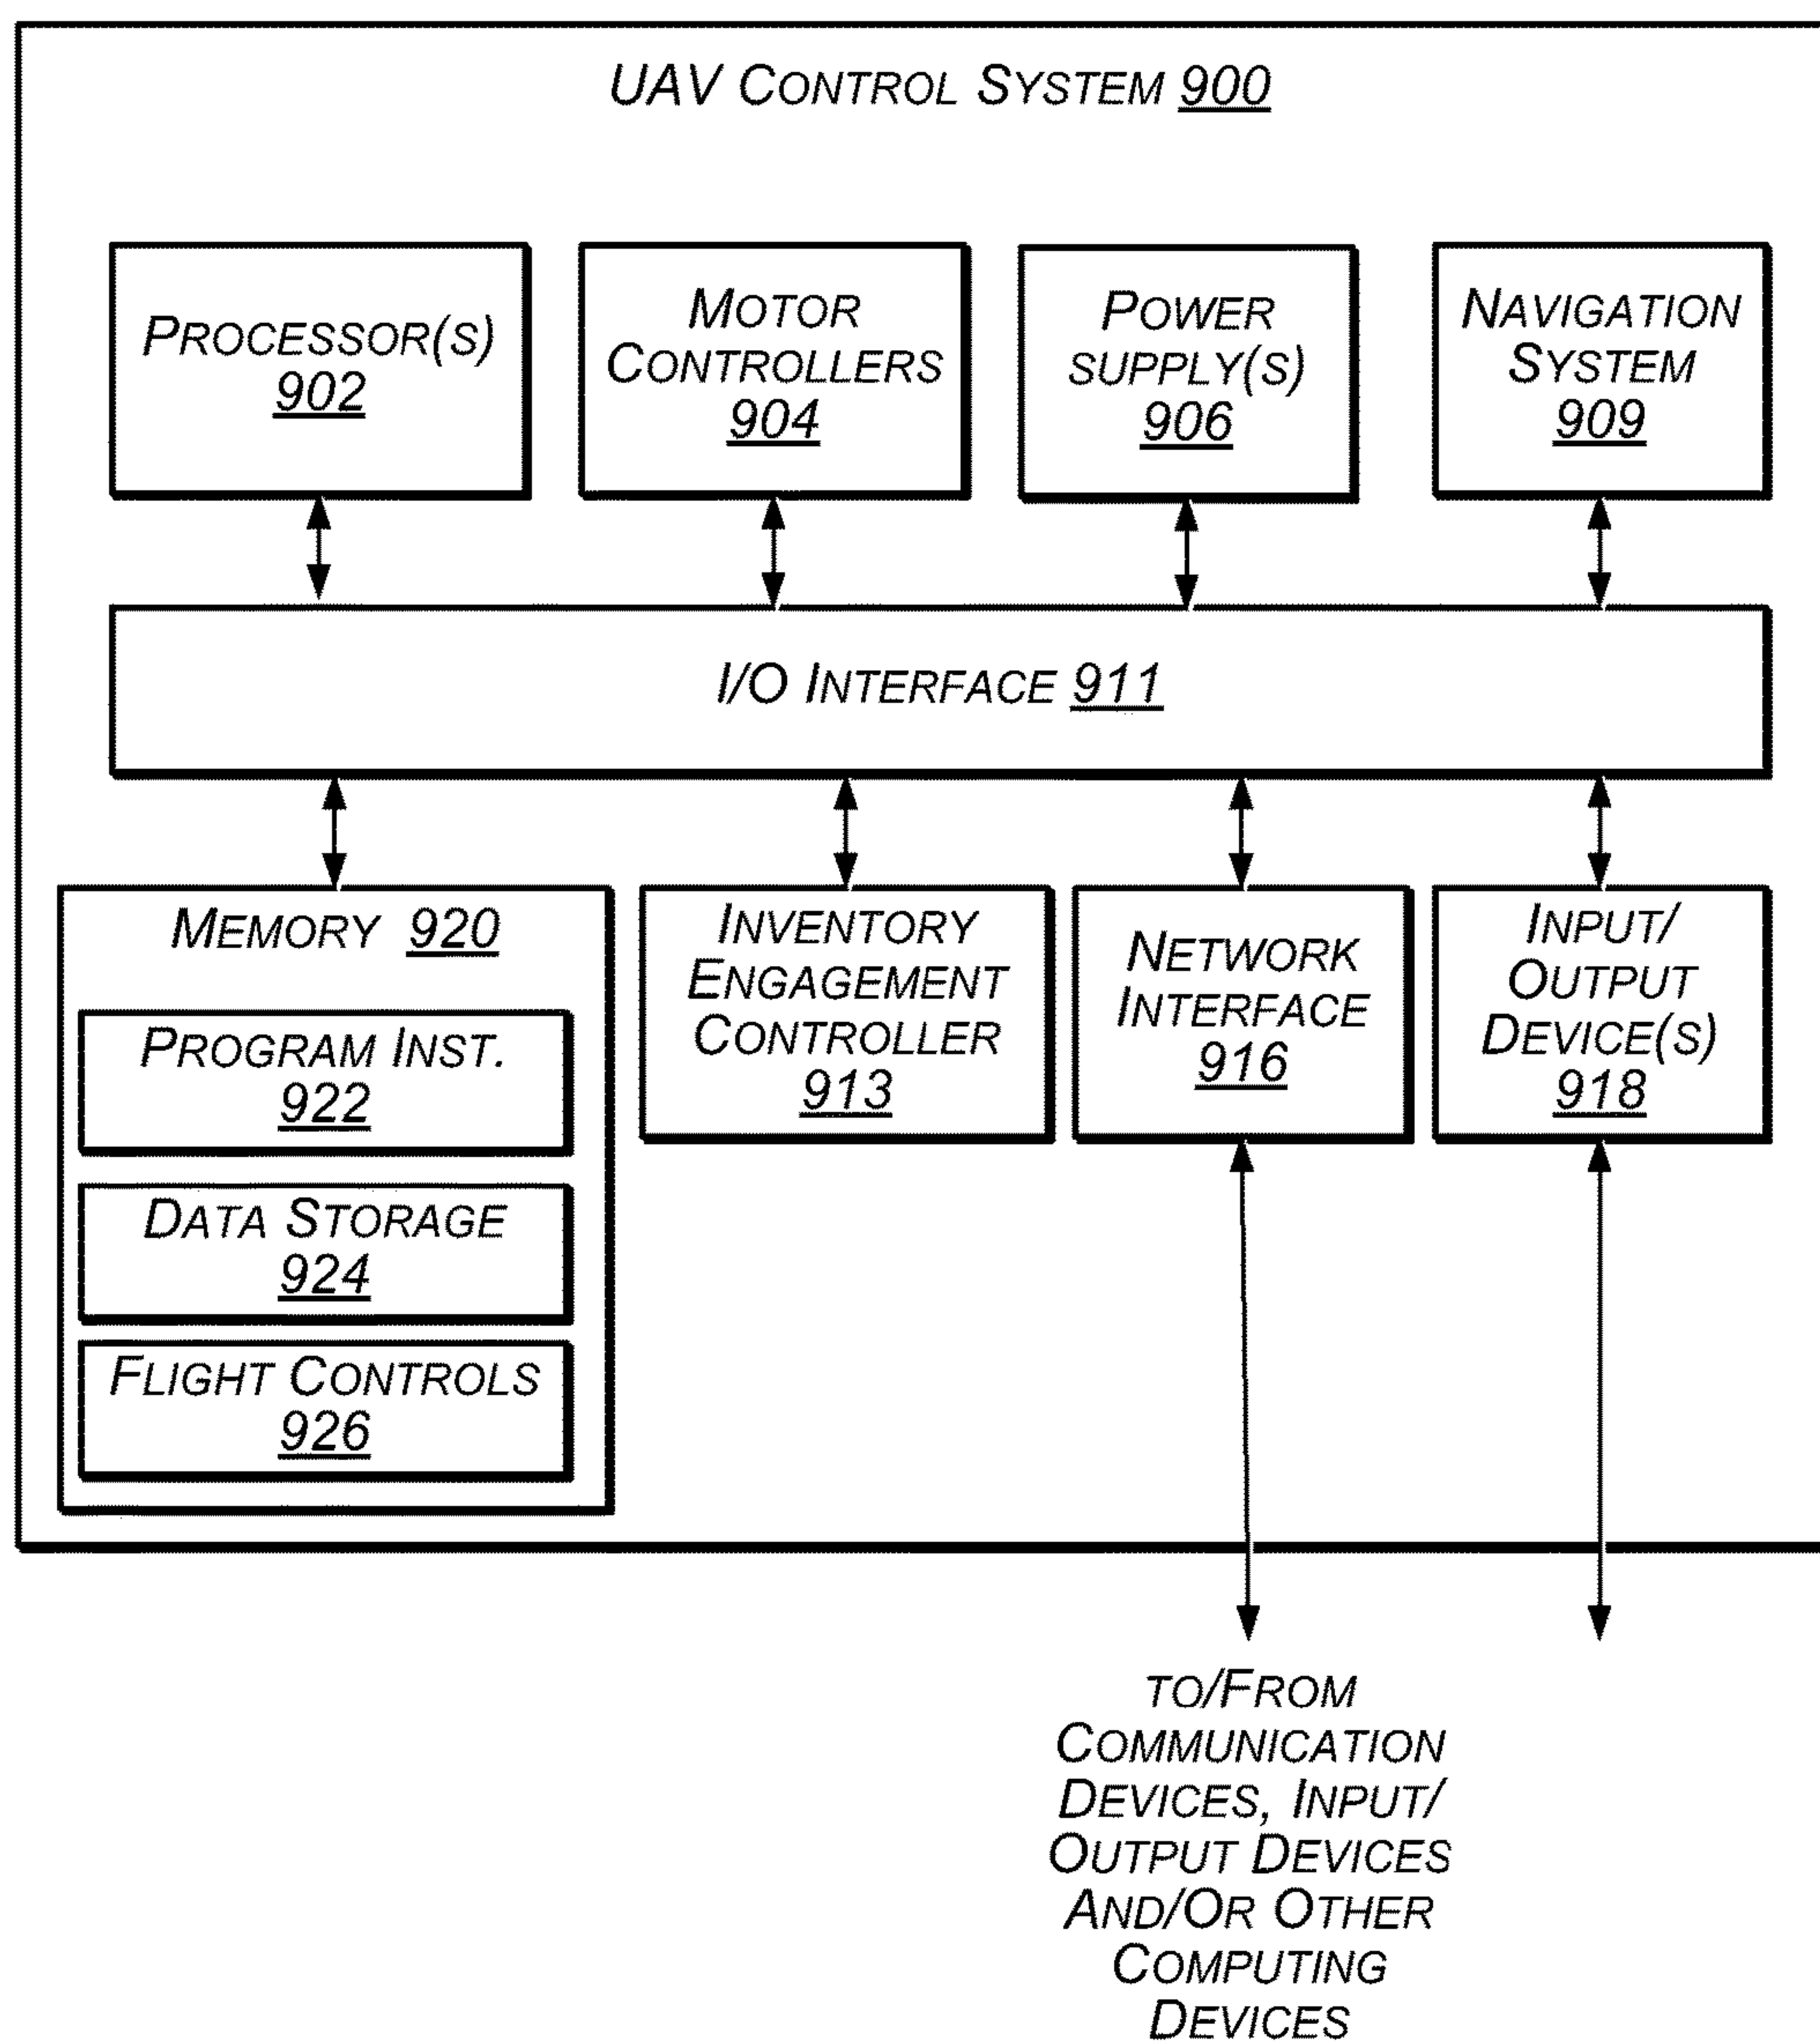 UAV CONTROL SYSTEM 900
PROCESSOR(S)
902
MOTOR
CONTROLLERS
904
POWER
SUPPLY(S)
906
NAVIGATION
SYSTEM
909
I/O INTERFACE 911
MEMORY 920
PROGRAM INST.
922
DATA STORAGE
924
FLIGHT CONTROLS
926
INVENTORY
ENGAGEMENT
CONTROLLER
913
NETWORK
INTERFACE
916
INPUT/
OUTPUT
DEVICE(S)
918
TO/FROM
COMMUNICATION
DEVICES, INPUT/
OUTPUT DEVICES
AND/OR OTHER
COMPUTING
DEVICES